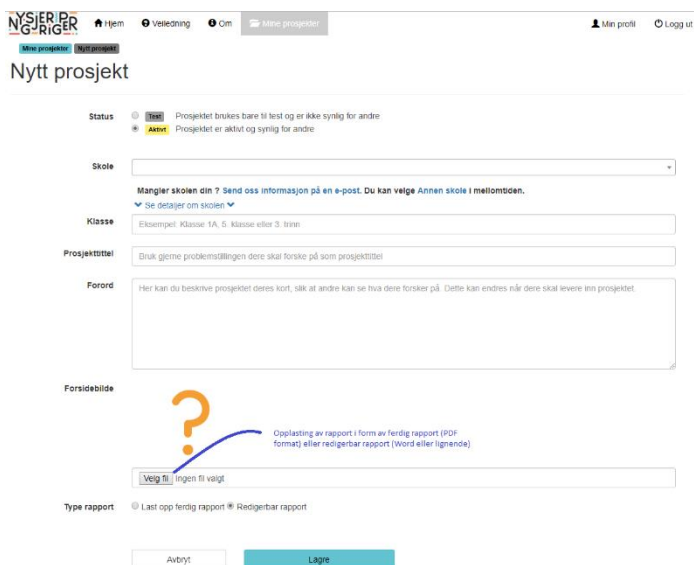 NYSJERPER
NGJRIGER
Hjem
Veiledning
Om
Mine prosjekter
Min profil
Logg ut
Mine prosjekter
Nytt prosjekt
Nytt prosjekt
Status
Test Prosjektet brukes bare til test og er ikke synlig for andre
Aktivt Prosjektet er aktivt og synlig for andre
Skole
Mangler skolen din ? Send oss informasjon på en e-post. Du kan velge Annen skole i mellomtiden.
Se detaljer om skolen
Klasse
Eksempel: Klasse 1A, 5. klasse eller 3. trinn
Prosjekttittel
Bruk gjerne problemstillingen dere skal forske på som prosjekttittel
Forord
Her kan du beskrive prosjektet deres kort, slik at andre kan se hva dere forsker på. Dette kan endres når dere skal levere inn prosjektet.
Forsidebilde
?
Opplasting av rapport i form av ferdig rapport (PDF
format) eller redigerbar rapport (Word eller lignende)
Velg fil Ingen fil valgt
Type rapport
Last opp ferdig rapport
Redigerbar rapport
Avbryt
Lagre